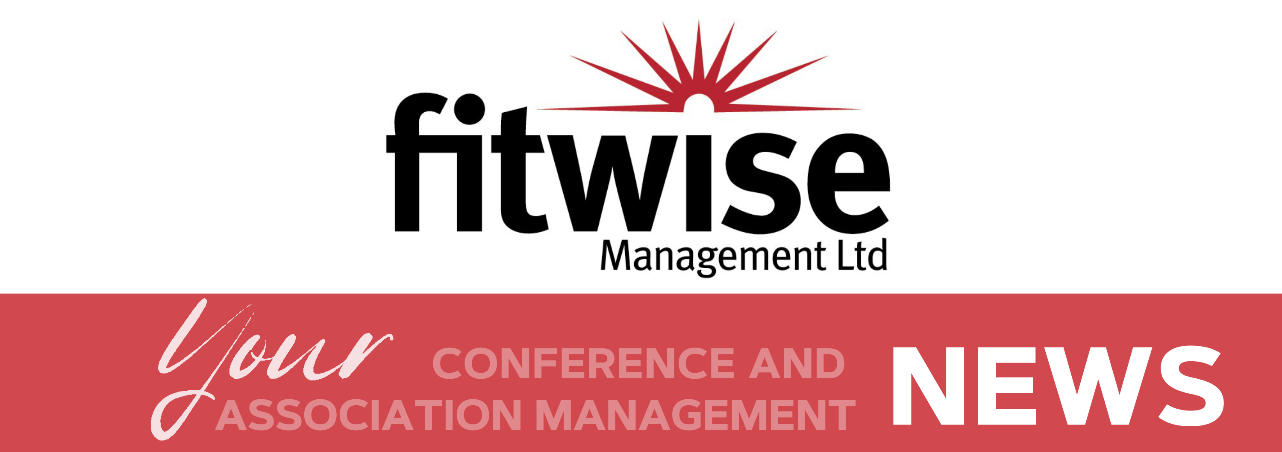 fitwise
Management Ltd
Your CONFERENCE AND NEWS
ASSOCIATION MANAGEMENT